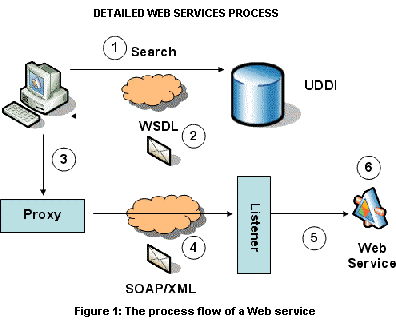 DETAILED WEB SERVICES PROCESS
1 Search
UDDI
WSDL 2
3
6
Proxy
Listener
4
5
Web
Service
SOAP/XML
Figure 1: The process flow of a Web service